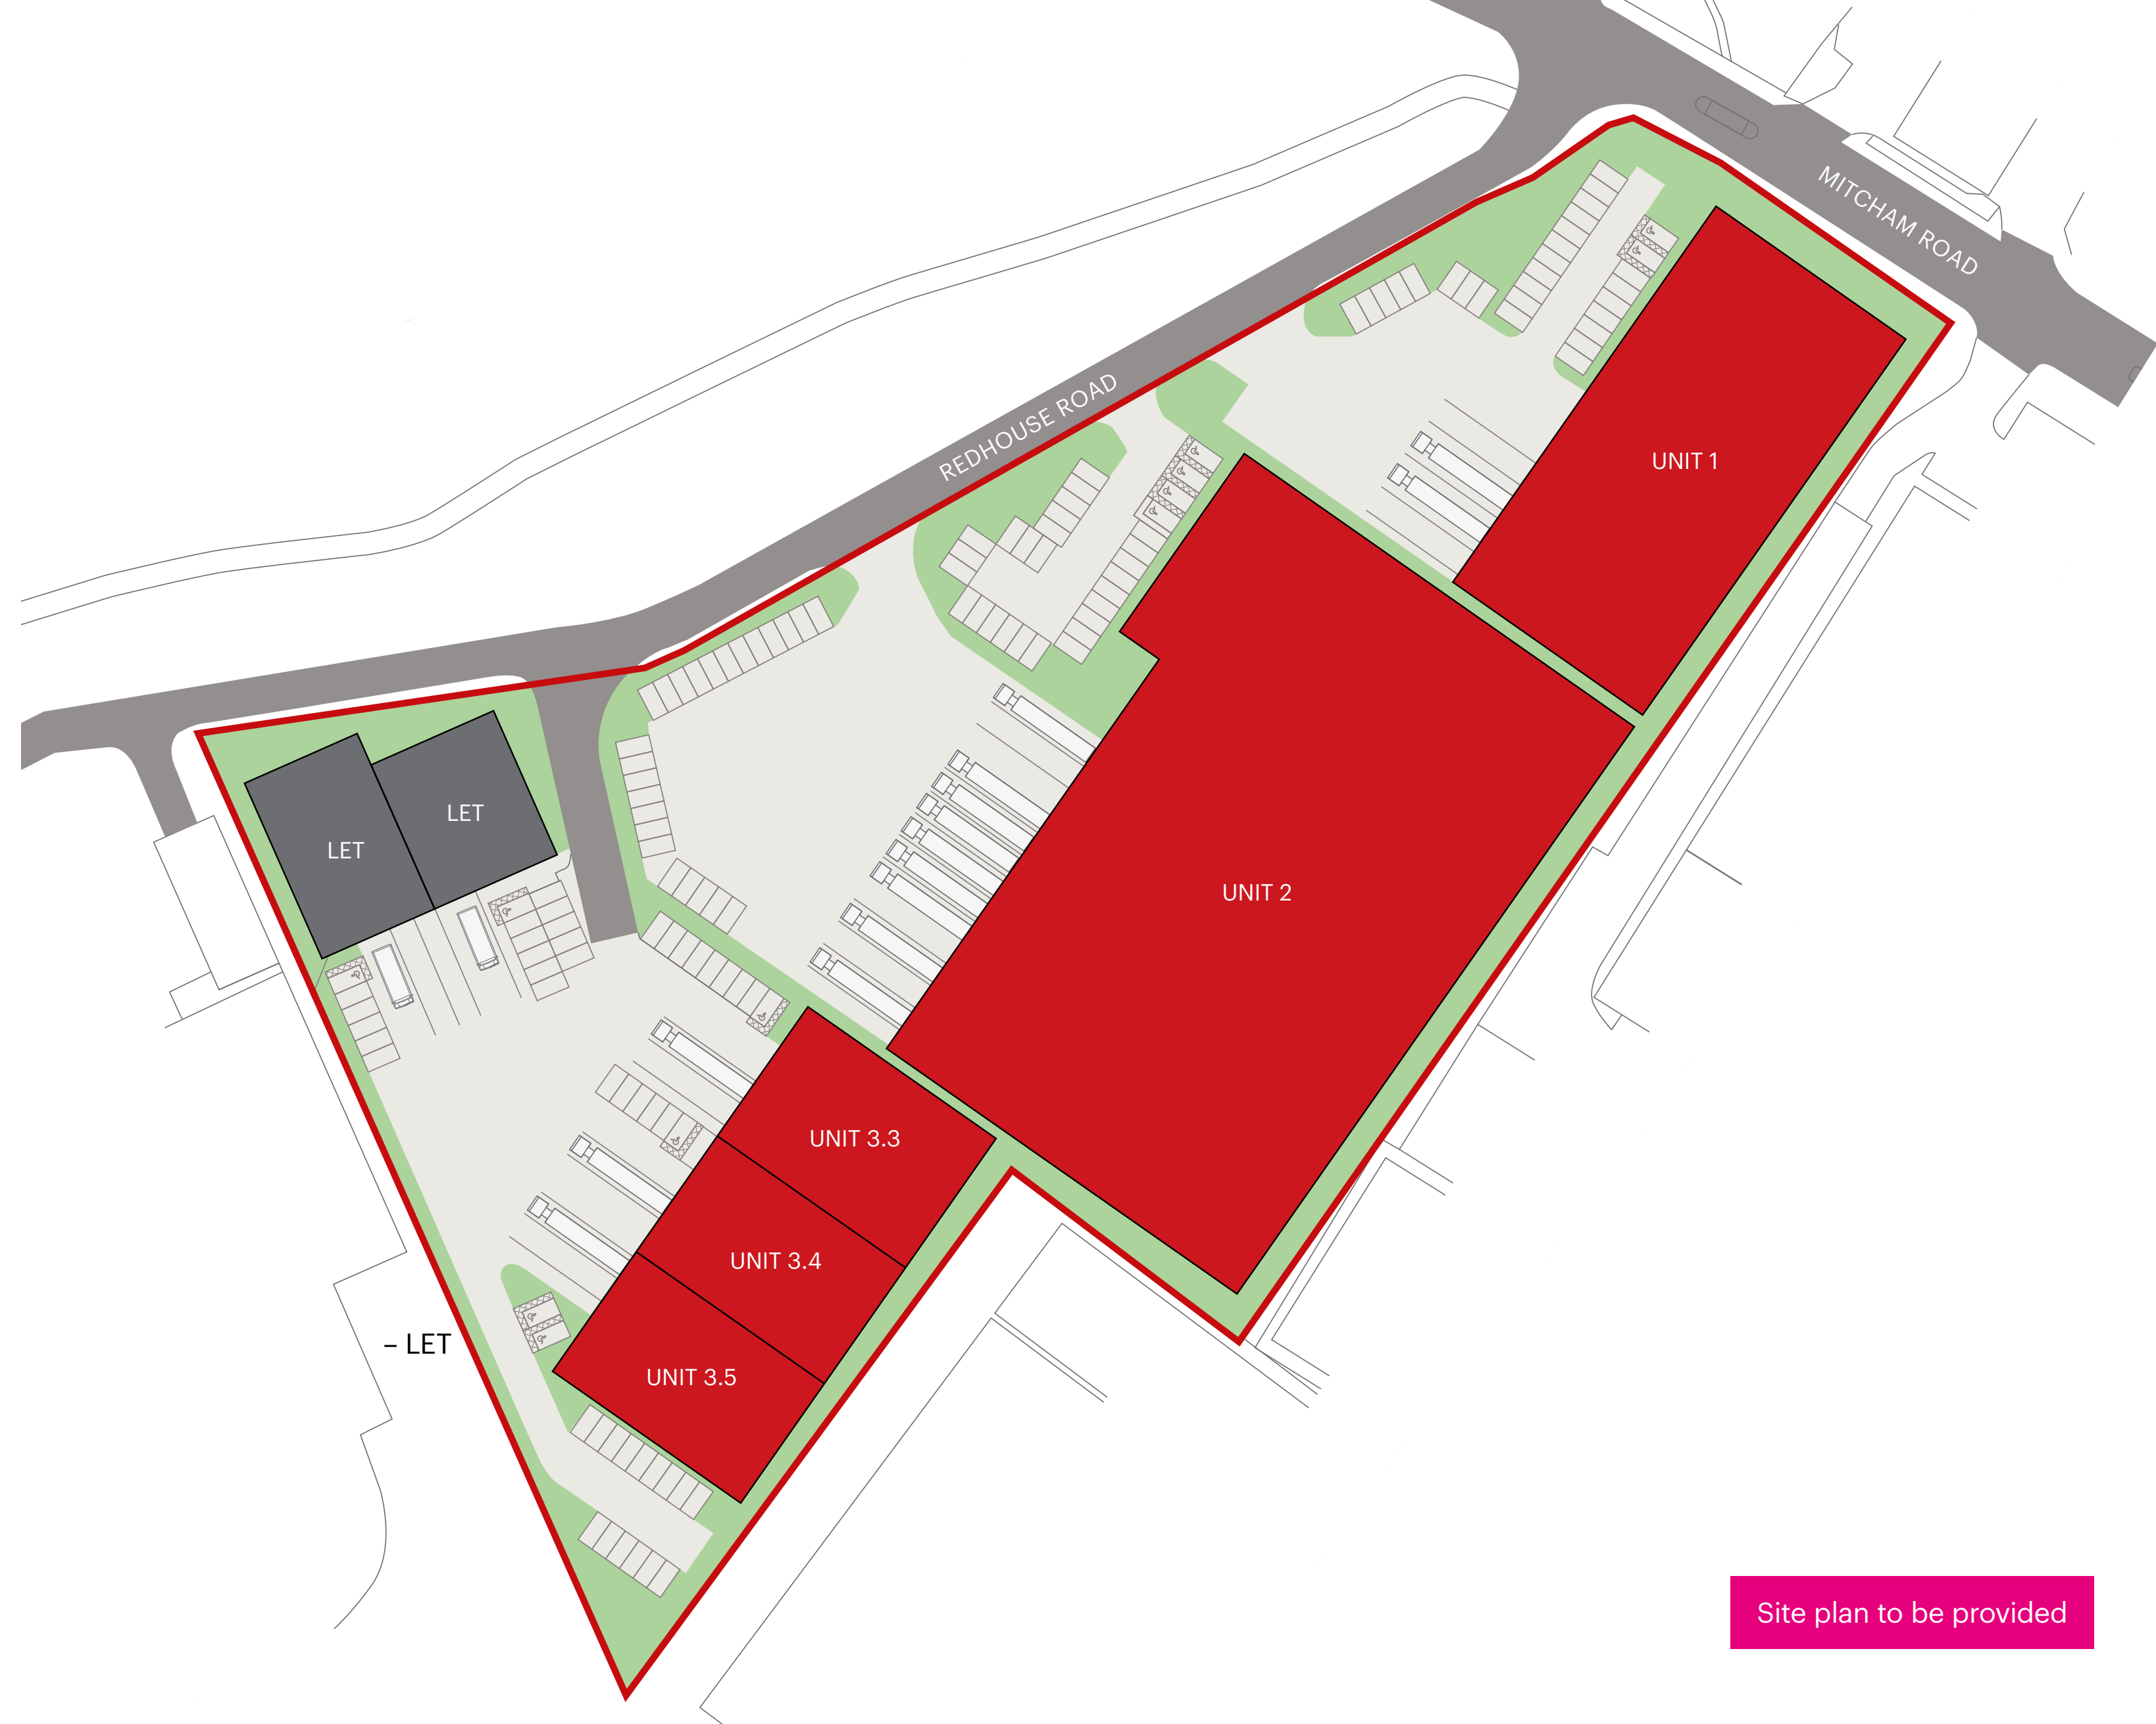 MITCHAM ROAD
REDHOUSE ROAD
UNIT 1
LET
LET
UNIT 2
UNIT 3.3
UNIT 3.4
– LET
UNIT 3.5
Site plan to be provided